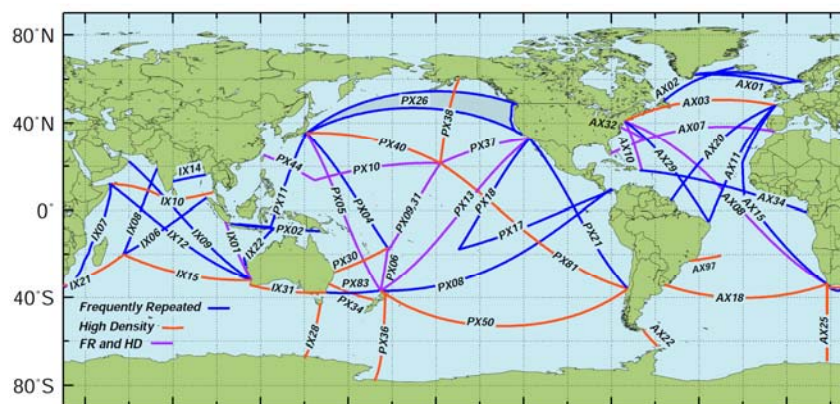 80°N
40°N
0°
40°S
80°S
AX02
AX01
AX03
AX32
AX07
AX10
AX29
AX20
AX11
AX08
AX15
AX34
AX97
AX18
AX25
AX22
PX26
PX38
PX40
PX37
PX44
PX10
PX11
PX05
PX04
PX09,31
PX13
PX18
PX17
PX21
PX02
PX30
PX06
PX08
PX81
PX83
PX34
PX50
PX36
IX14
IX10
IX07
IX08
IX06
IX12
IX09
IX01
IX22
IX21
IX15
IX31
IX28
Frequently Repeated
High Density
FR and HD